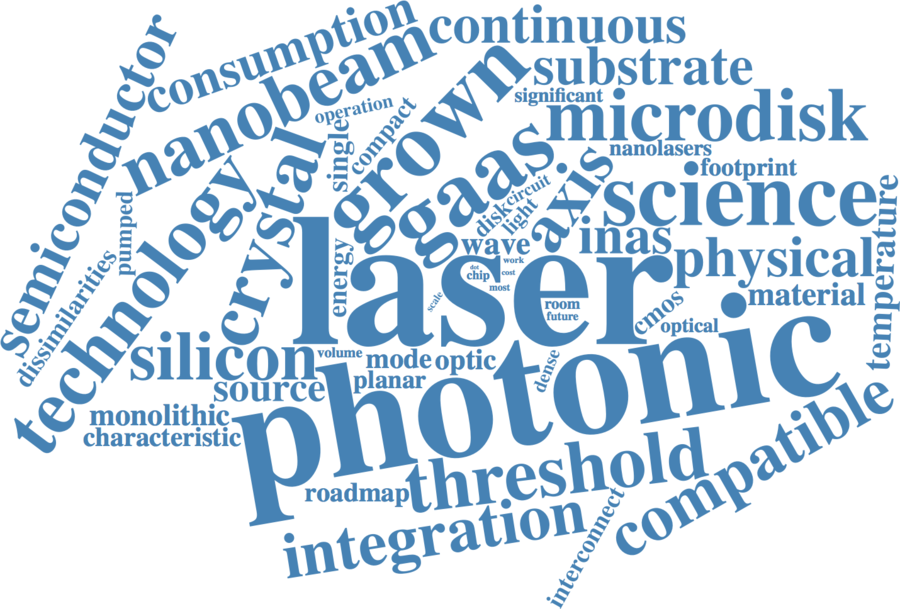 semiconductor
consumption
continuous
nanobeam
grown
substrate
operation
compact
significant
microdisk
single
nanolasers
technology
crystal
gaas
axis
footprint
science
pumped
disk
circuit
light
inas
temperature
dissimilarities
energy
wave
work
physical
dot
chip
cost
most
laser
scale
room
future
cmos
material
optical
silicon
volume
mode
optic
source
planar
dense
photonic
monolithic
characteristic
roadmap
threshold
compatible
integration
interconnect